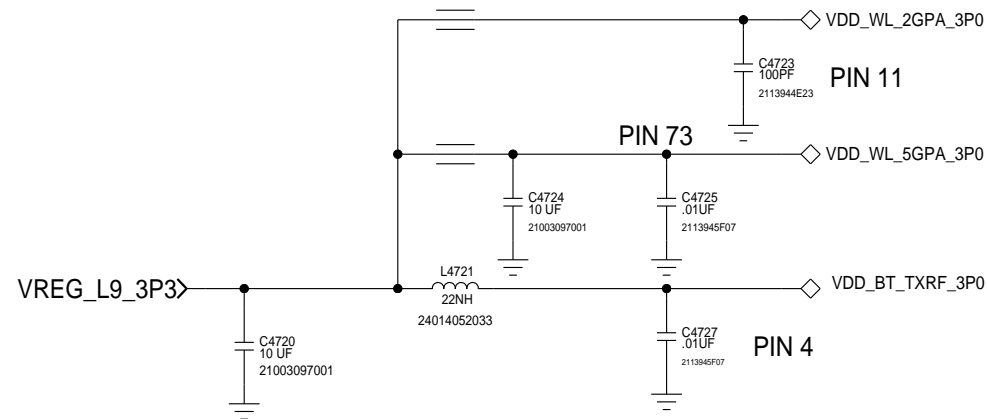 VDD_WL_2GPA_3P0
C4723
100PF
2113944E23
PIN 11
PIN 73
VDD_WL_5GPA_3P0
C4724
10 UF
21003097001
C4725
.01UF
2113945F07
VREG_L9_3P3
L4721
22NH
24014052033
VDD_BT_TXRF_3P0
C4720
10 UF
21003097001
C4727
.01UF
2113945F07
PIN 4